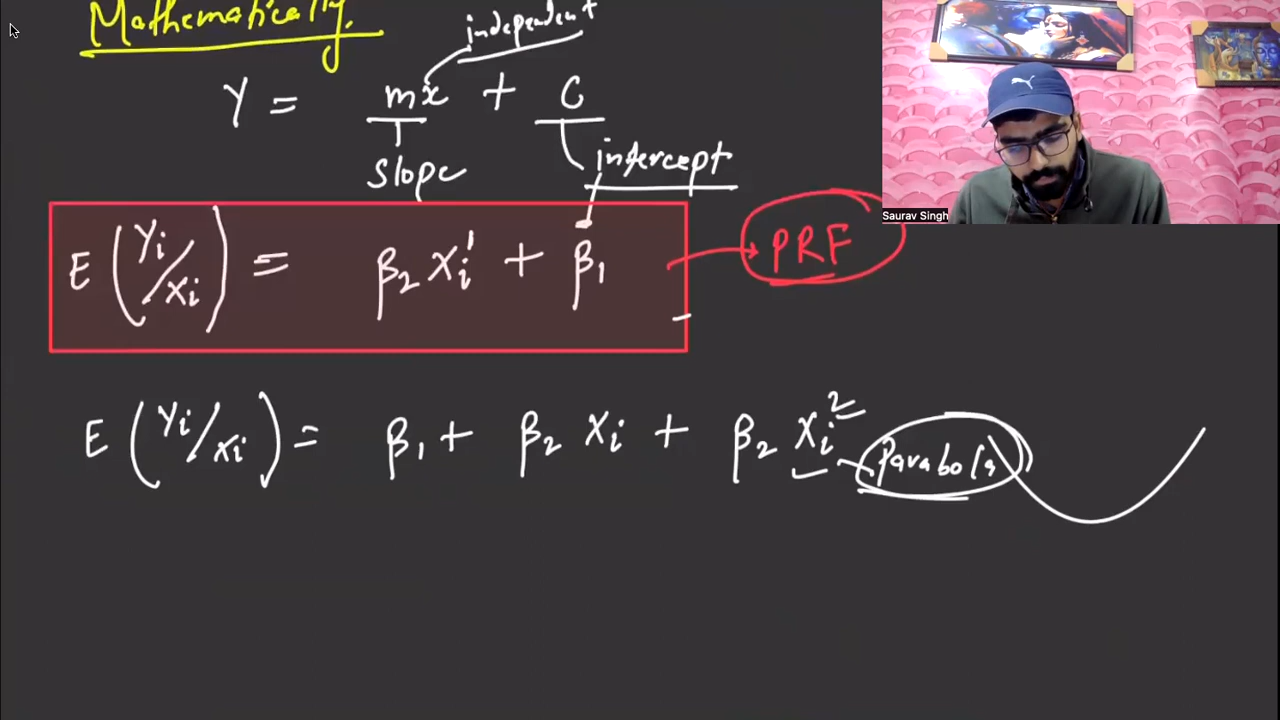 Mathematically.
independent
Y = mx + C
slope
intercept
E (Yi/Xi) = β₂ Xi¹ + β₁
PRF
E (Yi/Xi) = β₁ + β₂ Xi + β₂ Xi²
Parabola
Saurav Singh